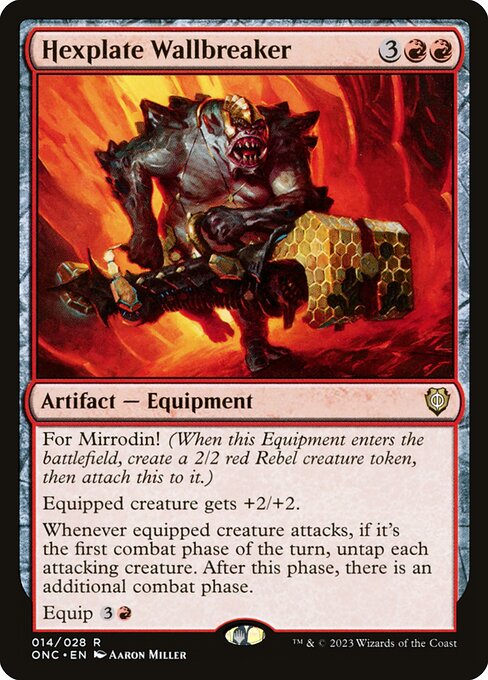 Hexplate Wallbreaker 3
Artifact — Equipment
For Mirrodin! (When this Equipment enters the
battlefield, create a 2/2 red Rebel creature token,
then attach this to it.)
Equipped creature gets +2/+2.
Whenever equipped creature attacks, if it's
the first combat phase of the turn, untap each
attacking creature. After this phase, there is an
additional combat phase.
Equip 3
014/028 R
ONC • EN Aaron Miller
™ & © 2023 Wizards of the Coast